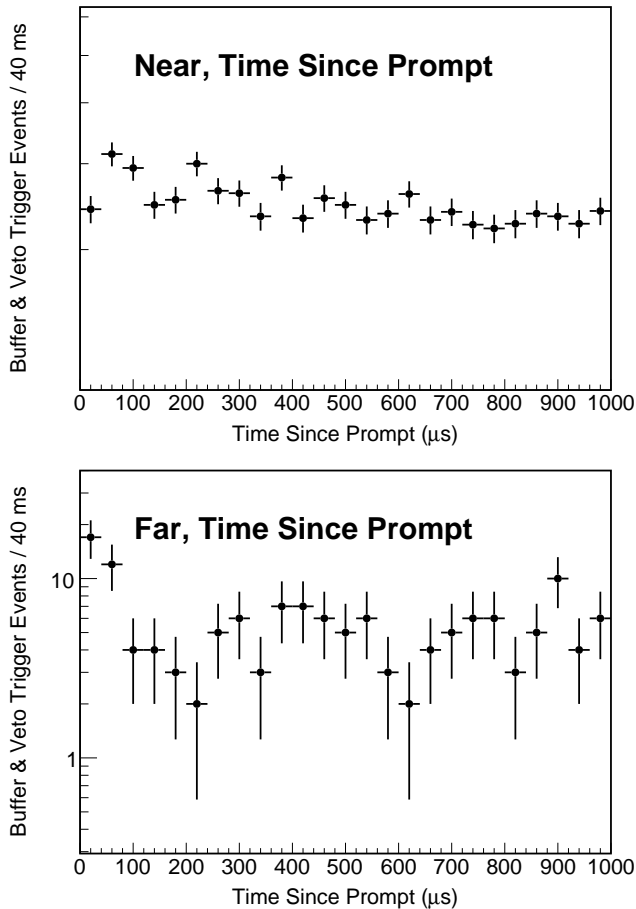 Near, Time Since Prompt
Buffer & Veto Trigger Events / 40 ms
0 100 200 300 400 500 600 700 800 900 1000
Time Since Prompt (μs)
Far, Time Since Prompt
Buffer & Veto Trigger Events / 40 ms
10
1
0 100 200 300 400 500 600 700 800 900 1000
Time Since Prompt (μs)